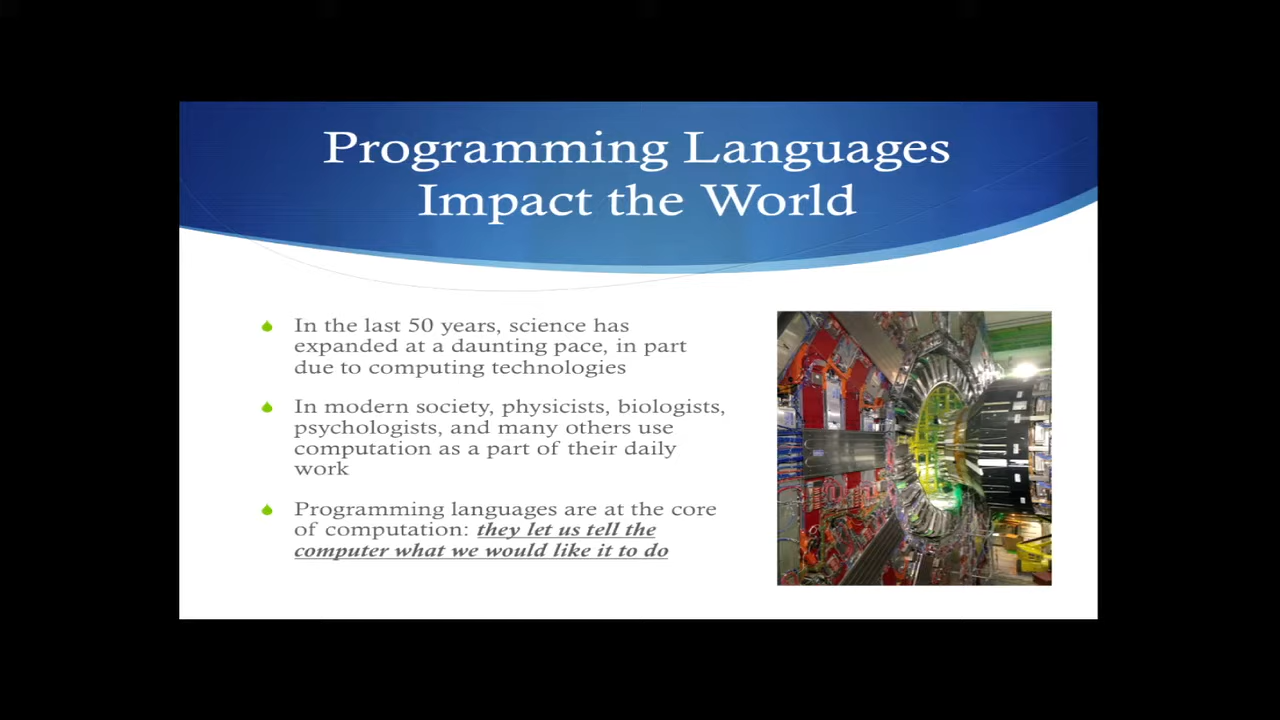 Programming Languages
Impact the World
In the last 50 years, science has
expanded at a daunting pace, in part
due to computing technologies
In modern society, physicists, biologists,
psychologists, and many others use
computation as a part of their daily
work
Programming languages are at the core
of computation: they let us tell the
computer what we would like it to do